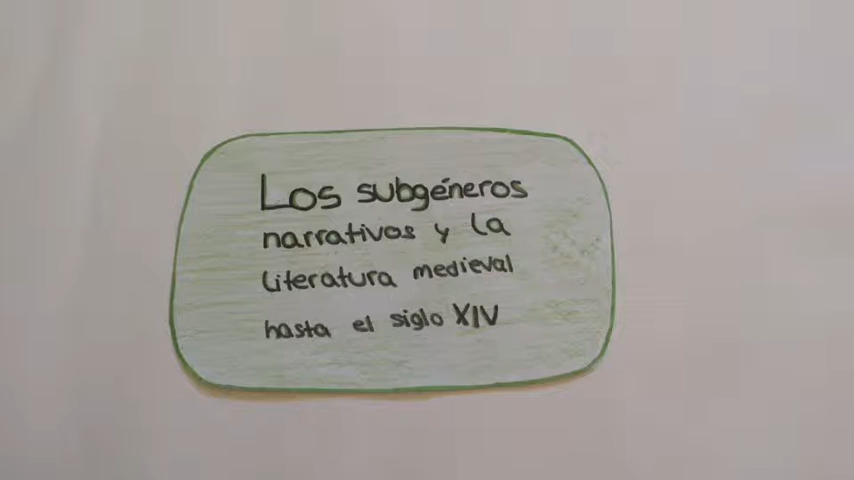 Los subgéneros
narrativos y la
literatura medieval
hasta el siglo XIV